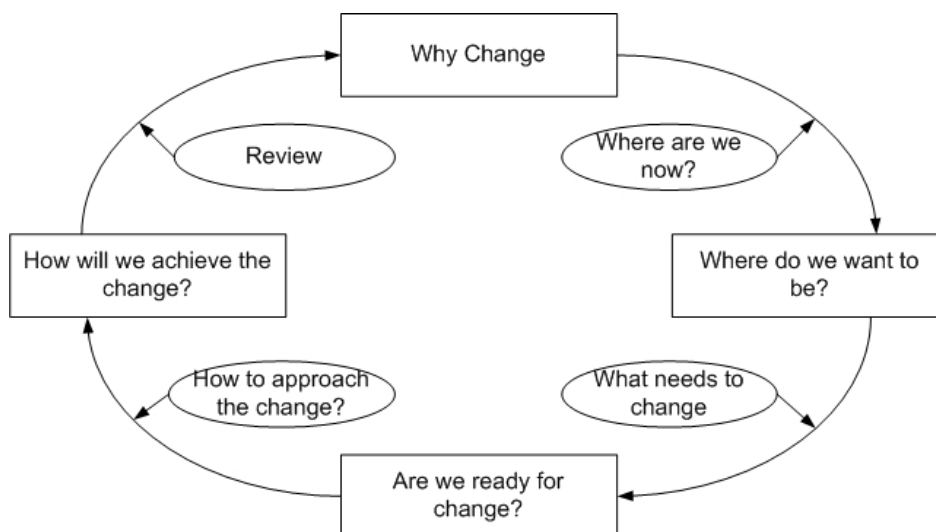 Why Change
Review
Where are we
now?
How will we achieve the
change?
Where do we want to
be?
How to approach
the change?
What needs to
change
Are we ready for
change?